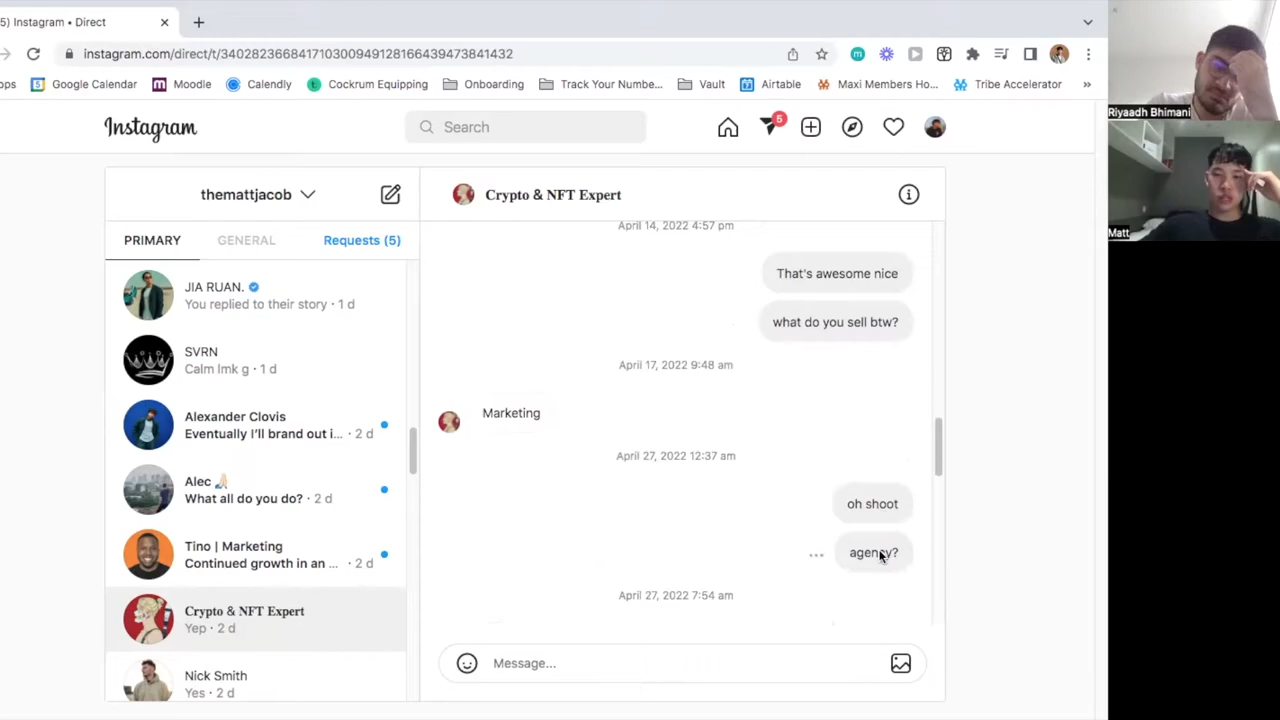 5) Instagram • Direct
instagram.com/direct/t/340282366841710300949128166439473841432
ops
Google Calendar
Moodle
Calendly
Cockrum Equipping
Onboarding
Track Your Numbe...
Vault
Airtable
Maxi Members Ho...
Tribe Accelerator
»
Instagram
Search
5
themattjacob
Crypto & NFT Expert
PRIMARY
GENERAL
Requests (5)
JIA RUAN.
You replied to their story · 1 d
SVRN
Calm lmk g · 1 d
Alexander Clovis
Eventually I'll brand out i... · 2 d
Alec
What all do you do? · 2 d
Tino | Marketing
Continued growth in an ... · 2 d
Crypto & NFT Expert
Yep · 2 d
Nick Smith
Yes · 2 d
April 14, 2022 4:57 pm
That's awesome nice
what do you sell btw?
April 17, 2022 9:48 am
Marketing
April 27, 2022 12:37 am
oh shoot
agency?
April 27, 2022 7:54 am
Message...
Riyaadh Bhimani
Matt